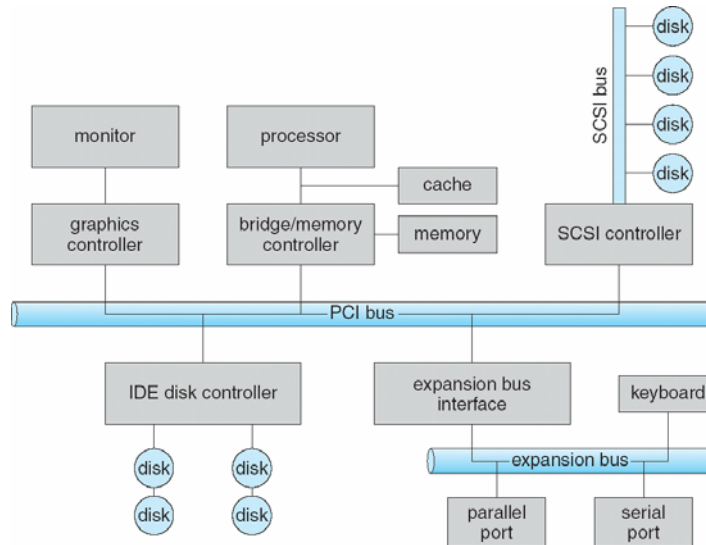 disk
disk
disk
disk
SCSI bus
monitor
processor
cache
graphics
controller
bridge/memory
controller
memory
SCSI controller
PCI bus
IDE disk controller
expansion bus
interface
keyboard
disk
disk
disk
disk
expansion bus
parallel
port
serial
port